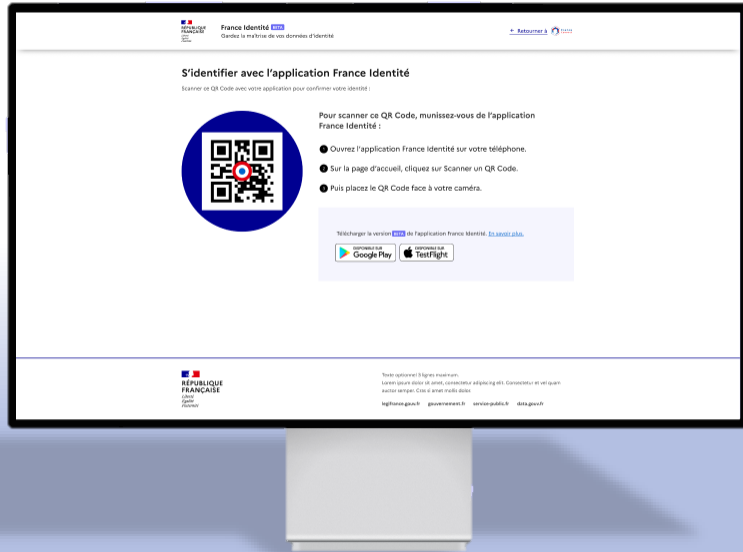 RÉPUBLIQUE
FRANÇAISE
Liberté
Égalité
Fraternité
France Identité BETA
Gardez la maîtrise de vos données d'identité
← Retourner à
S'identifier avec l'application France Identité
Scanner ce QR Code avec votre application pour confirmer votre identité :
Pour scanner ce QR Code, munissez-vous de l'application
France Identité :
1 Ouvrez l'application France Identité sur votre téléphone.
2 Sur la page d'accueil, cliquez sur Scanner un QR Code.
3 Puis placez le QR Code face à votre caméra.
Télécharger la version BETA de l'application France Identité. En savoir plus.
DISPONIBLE SUR
Google Play
DISPONIBLE SUR
TestFlight
RÉPUBLIQUE
FRANÇAISE
Liberté
Égalité
Fraternité
Texte optionnel 3 lignes maximum.
Lorem ipsum dolor sit amet, consectetur adipiscing elit. Consectetur et vel quam
auctor semper. Cras si amet mollis dolor.
legifrance.gouv.fr gouvernement.fr service-public.fr data.gouv.fr